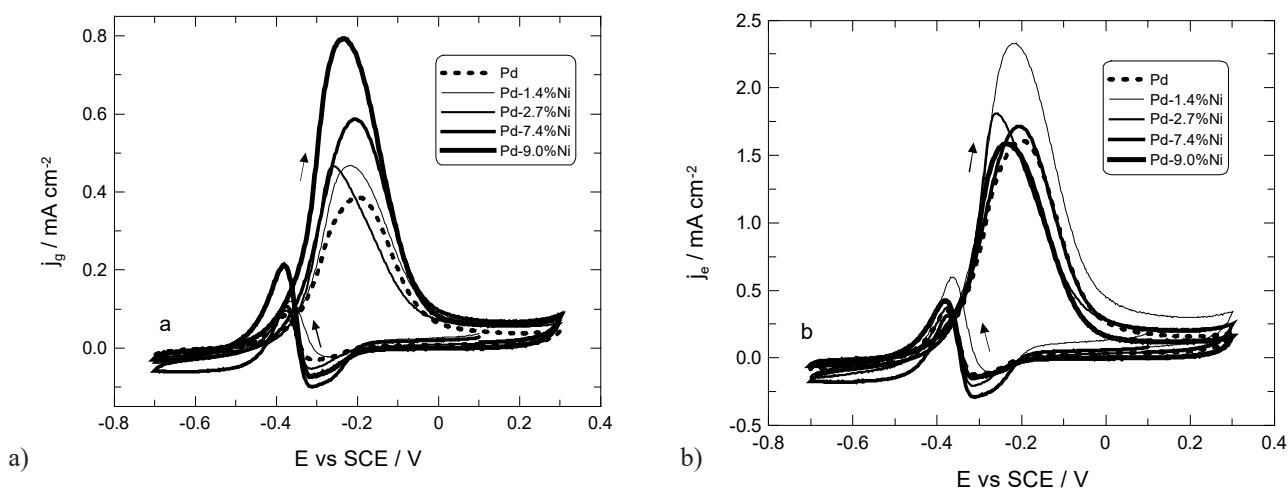 0.8
0.6
0.4
0.2
0.0
-0.8
-0.6
-0.4
-0.2
0
0.2
0.4
j_g / mA cm-2
E vs SCE / V
Pd
Pd-1.4%Ni
Pd-2.7%Ni
Pd-7.4%Ni
Pd-9.0%Ni
a
a)
2.5
2.0
1.5
1.0
0.5
0.0
-0.5
-0.8
-0.6
-0.4
-0.2
0
0.2
0.4
j_e / mA cm-2
E vs SCE / V
Pd
Pd-1.4%Ni
Pd-2.7%Ni
Pd-7.4%Ni
Pd-9.0%Ni
b
b)